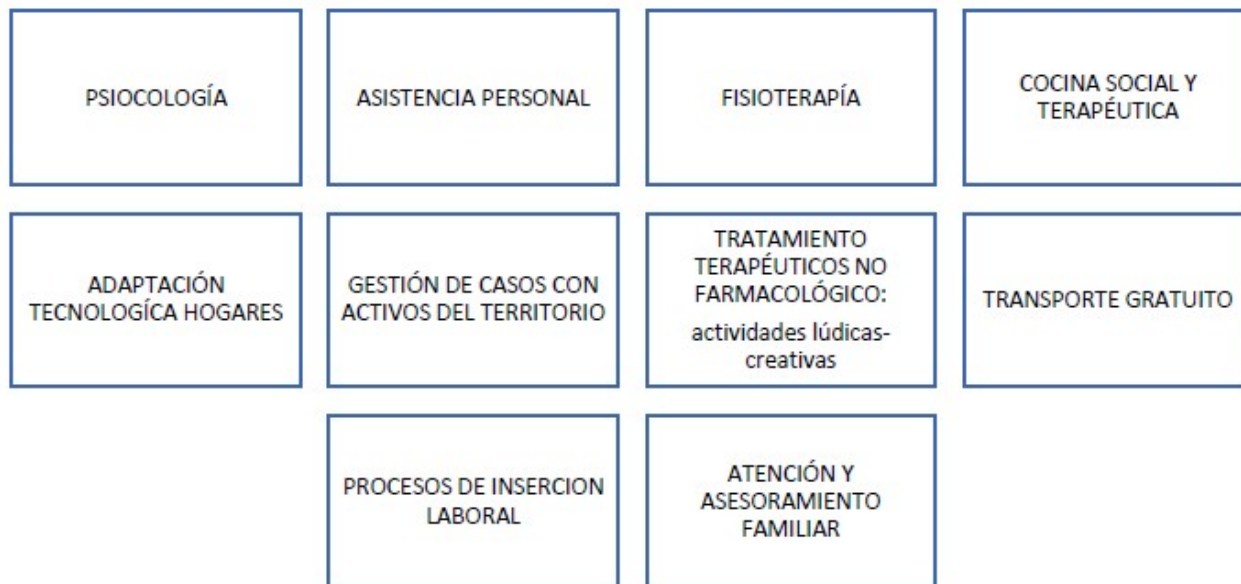 PSIOCOLOGÍA
ASISTENCIA PERSONAL
FISIOTERAPÍA
COCINA SOCIAL Y
TERAPÉUTICA
ADAPTACIÓN
TECNOLOGÍCA HOGARES
GESTIÓN DE CASOS CON
ACTIVOS DEL TERRITORIO
TRATAMIENTO
TERAPÉUTICOS NO
FARMACOLÓGICO:
actividades lúdicas-
creativas
TRANSPORTE GRATUITO
PROCESOS DE INSERCION
LABORAL
ATENCIÓN Y
ASESORAMIENTO
FAMILIAR